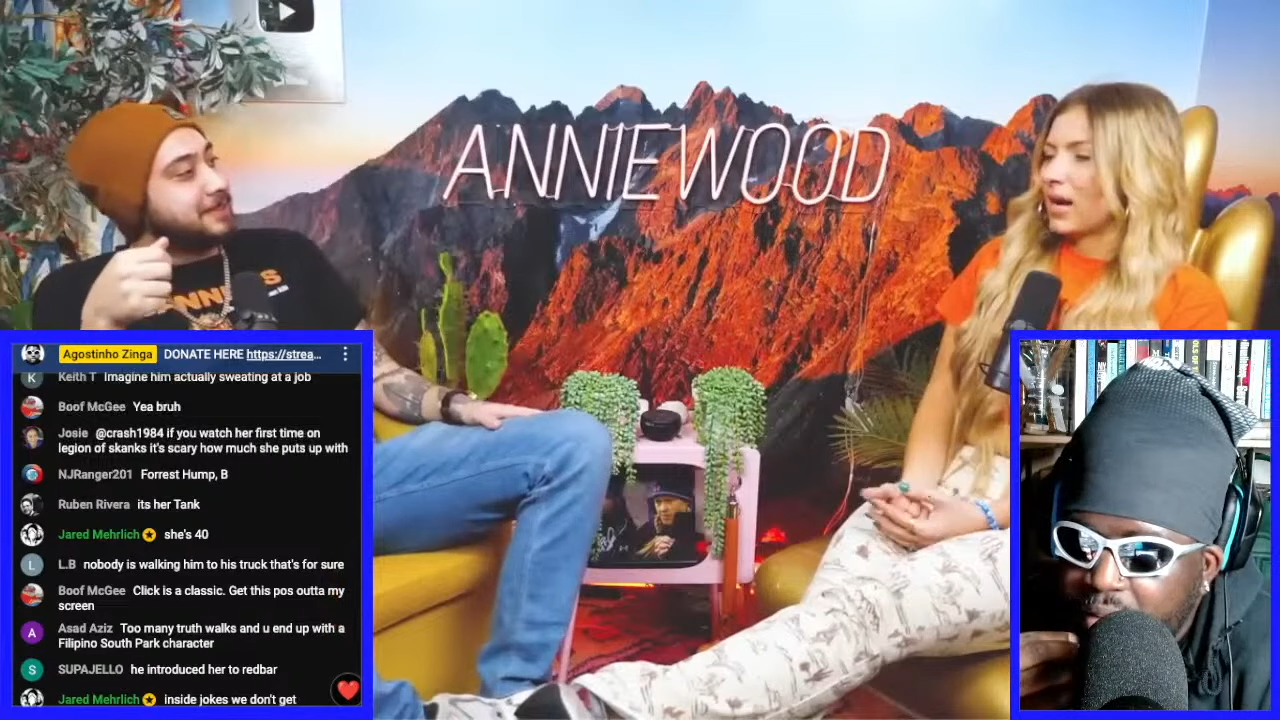 ANNIEWOOD
Agostinho Zinga DONATE HERE https://strea...
Keith T Imagine him actually sweating at a job
Boof McGee Yea bruh
Josie @crash1984 if you watch her first time on
legion of skanks it's scary how much she puts up with
NJRanger201 Forrest Hump, B
Ruben Rivera its her Tank
Jared Mehrlich she's 40
L.B nobody is walking him to his truck that's for sure
Boof McGee Click is a classic. Get this pos outta my
screen
Asad Aziz Too many truth walks and u end up with a
Filipino South Park character
SUPAJELLO he introduced her to redbar
Jared Mehrlich inside jokes we don't get